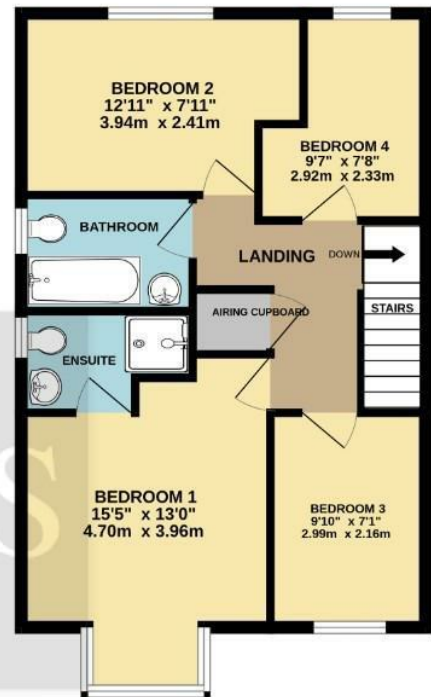 BEDROOM 2
12'11" x 7'11"
3.94m x 2.41m
BEDROOM 4
9'7" x 7'8"
2.92m x 2.33m
BATHROOM
LANDING
DOWN
STAIRS
AIRING CUPBOARD
ENSUITE
BEDROOM 1
15'5" x 13'0"
4.70m x 3.96m
BEDROOM 3
9'10" x 7'1"
2.99m x 2.16m
S